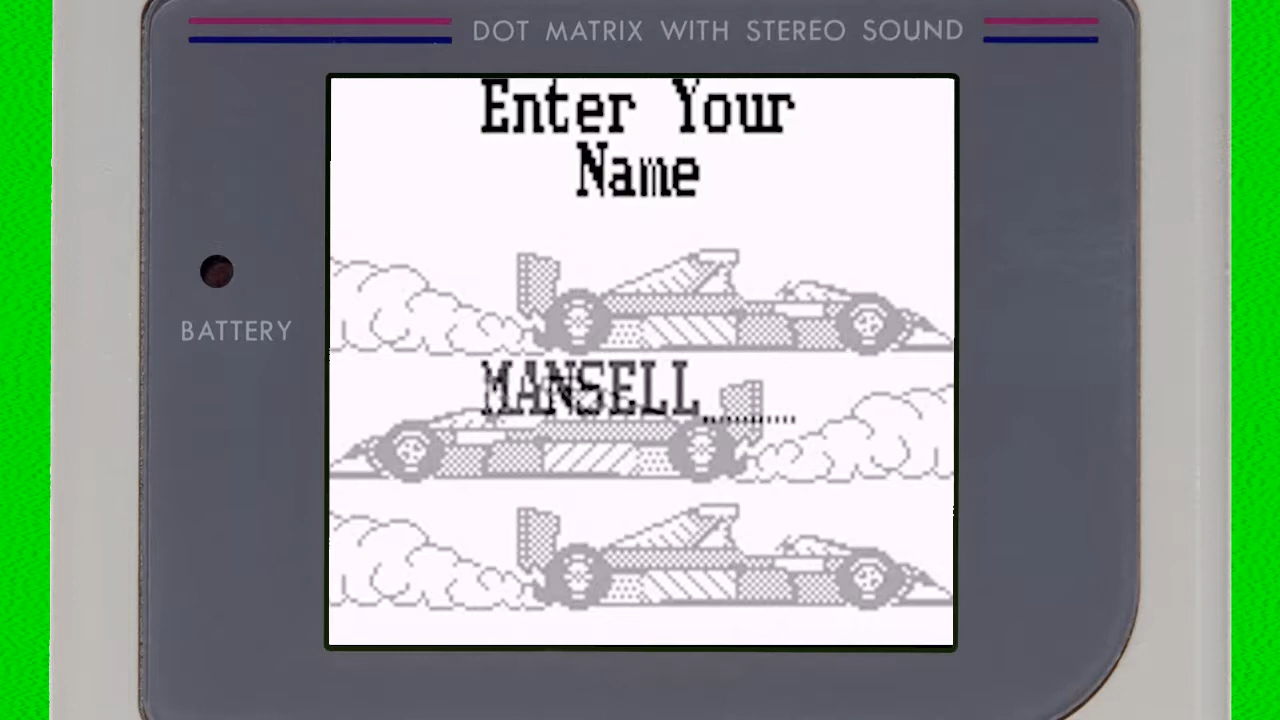 DOT MATRIX WITH STEREO SOUND
Enter Your
Name
BATTERY
MANSELL